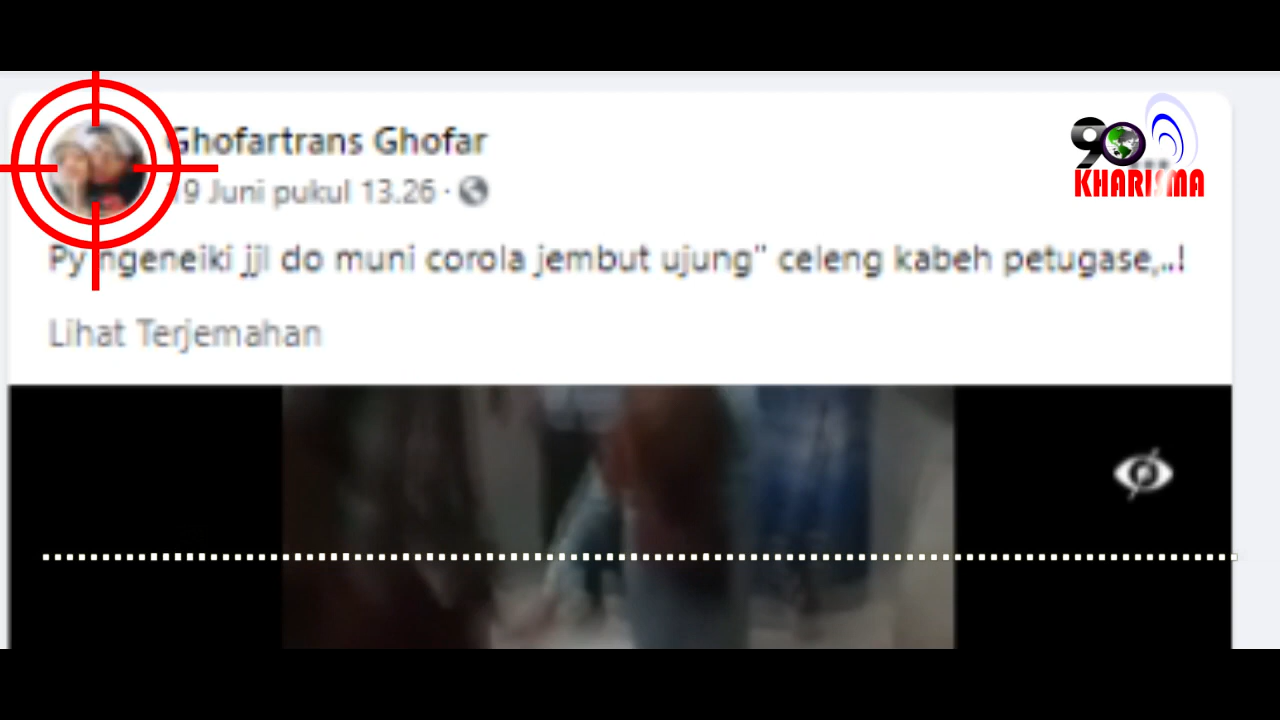 Ghofartrans Ghofar
19 Juni pukul 13.26 ·
90
KHARISMA
Py ngeneiki jjl do muni corola jembut ujung" celeng kabeh petugase,..!
Lihat Terjemahan